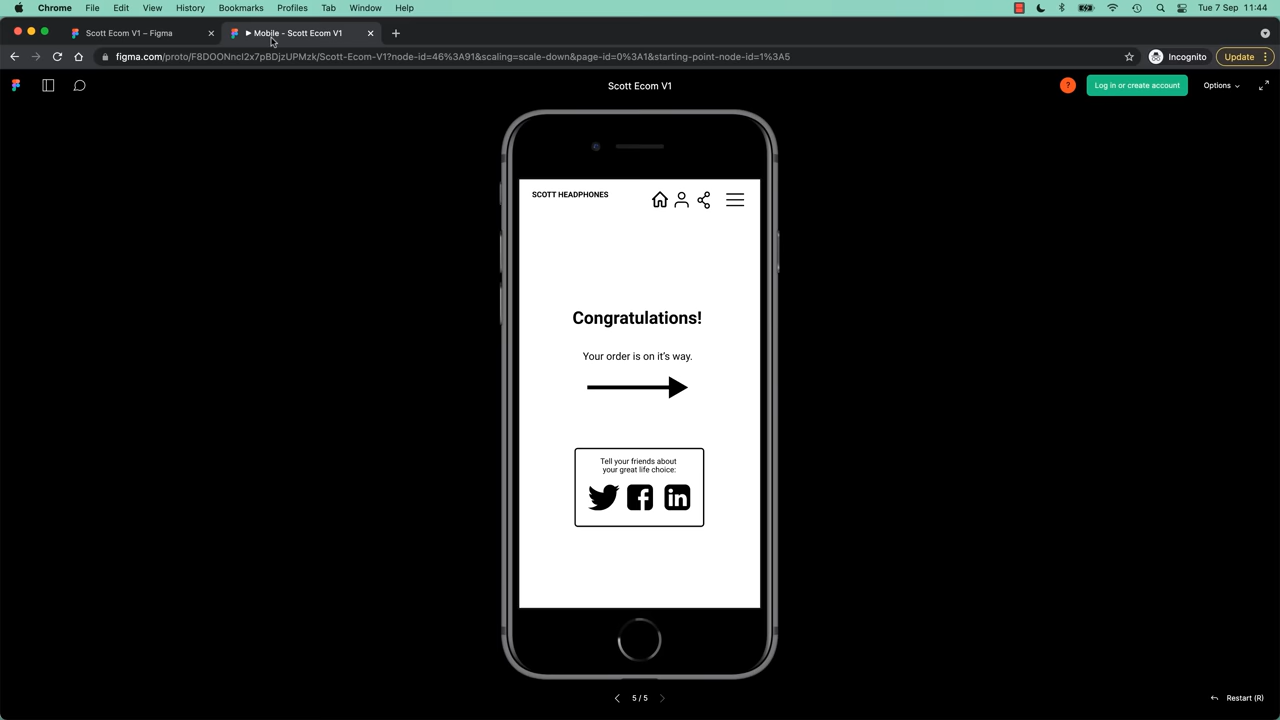 Chrome File Edit View History Bookmarks Profiles Tab Window Help Tue 7 Sep 11:44
Scott Ecom V1 – Figma
▶ Mobile - Scott Ecom V1
figma.com/proto/F8DOONncI2x7pBDjzUPMzk/Scott-Ecom-V1?node-id=46%3A91&scaling=scale-down&page-id=0%3A1&starting-point-node-id=1%3A5
Incognito
Update
Scott Ecom V1
?
Log in or create account
Options
SCOTT HEADPHONES
Congratulations!
Your order is on it's way.
Tell your friends about
your great life choice:
5 / 5
Restart (R)